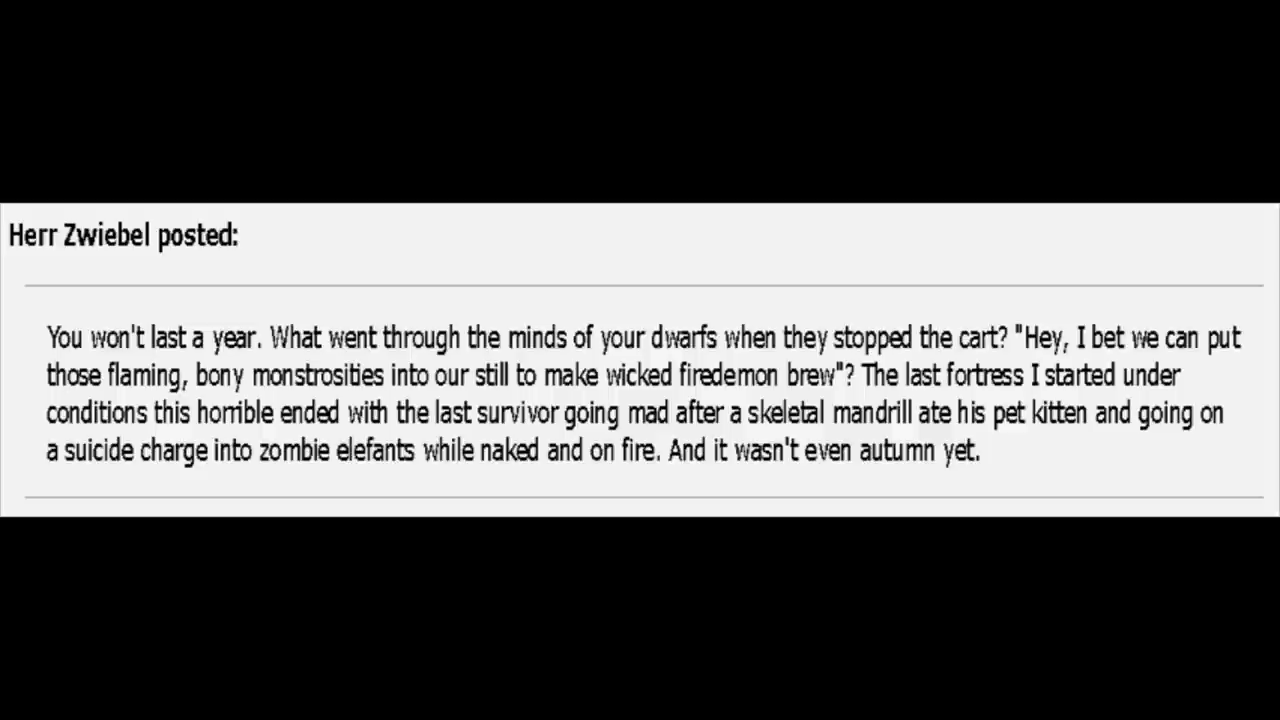 Herr Zwiebel posted:
You won't last a year. What went through the minds of your dwarfs when they stopped the cart? "Hey, I bet we can put
those flaming, bony monstrosities into our still to make wicked firedemon brew"? The last fortress I started under
conditions this horrible ended with the last survivor going mad after a skeletal mandrill ate his pet kitten and going on
a suicide charge into zombie elefants while naked and on fire. And it wasn't even autumn yet.